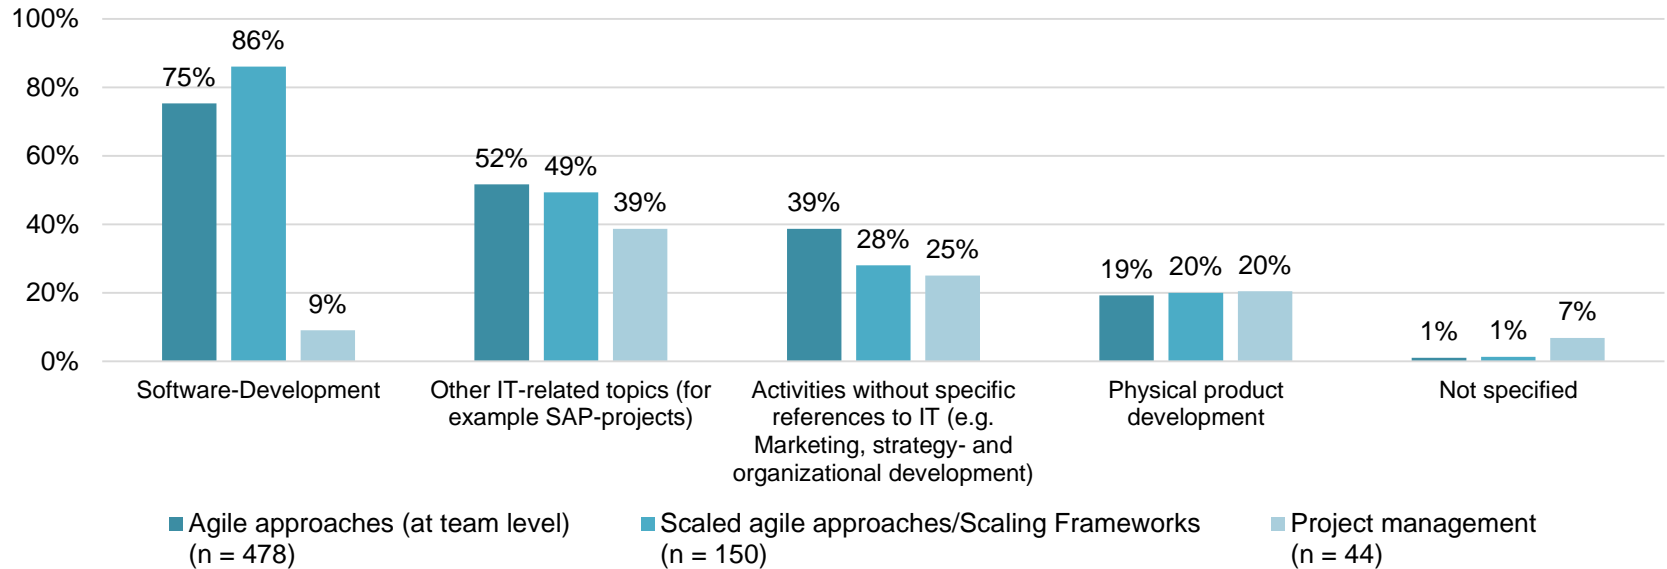 100%
80%
60%
40%
20%
0%
75%
86%
9%
52%
49%
39%
39%
28%
25%
19%
20%
20%
1%
1%
7%
Software-Development
Other IT-related topics (for
example SAP-projects)
Activities without specific
references to IT (e.g.
Marketing, strategy- and
organizational development)
Physical product
development
Not specified
Agile approaches (at team level)
(n = 478)
Scaled agile approaches/Scaling Frameworks
(n = 150)
Project management
(n = 44)